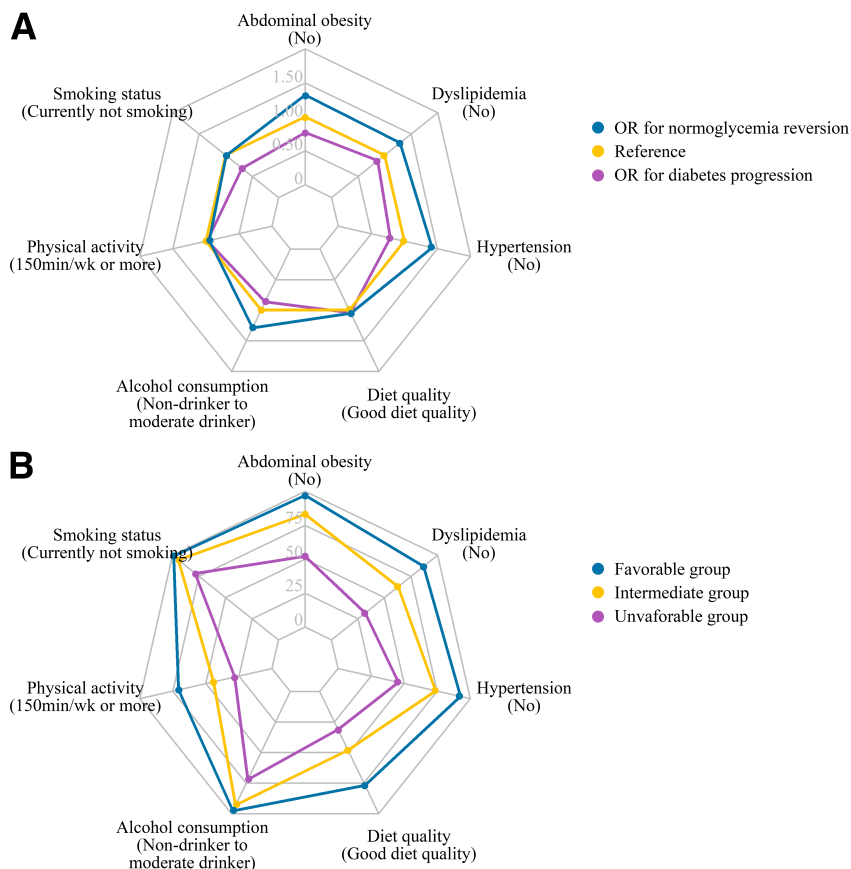 A
Abdominal obesity
(No)
Smoking status
(Currently not smoking)
Dyslipidemia
(No)
1.50
1.00
0.50
0
OR for normoglycemia reversion
Reference
OR for diabetes progression
Physical activity
(150min/wk or more)
Hypertension
(No)
Alcohol consumption
(Non-drinker to
moderate drinker)
Diet quality
(Good diet quality)
B
Abdominal obesity
(No)
Smoking status
(Currently not smoking)
Dyslipidemia
(No)
75
50
25
0
Favorable group
Intermediate group
Unvaforable group
Physical activity
(150min/wk or more)
Hypertension
(No)
Alcohol consumption
(Non-drinker to
moderate drinker)
Diet quality
(Good diet quality)